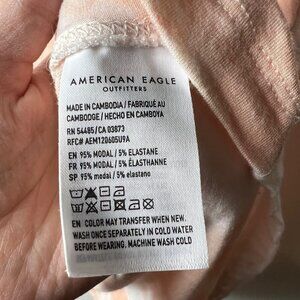 AMERICAN EAGLE
OUTFITTERS
MADE IN CAMBODIA / FABRIQUÉ AU
CAMBODGE / HECHO EN CAMBOYA
RN 54485 / CA 03873
RFC# AEM120605U9A
EN 95% MODAL / 5% ELASTANE
FR 95% MODAL / 5% ÉLASTHANNE
SP 95% modal / 5% elastano
EN COLOR MAY TRANSFER WHEN NEW.
WASH ONCE SEPARATELY IN COLD WATER
BEFORE WEARING. MACHINE WASH COLD